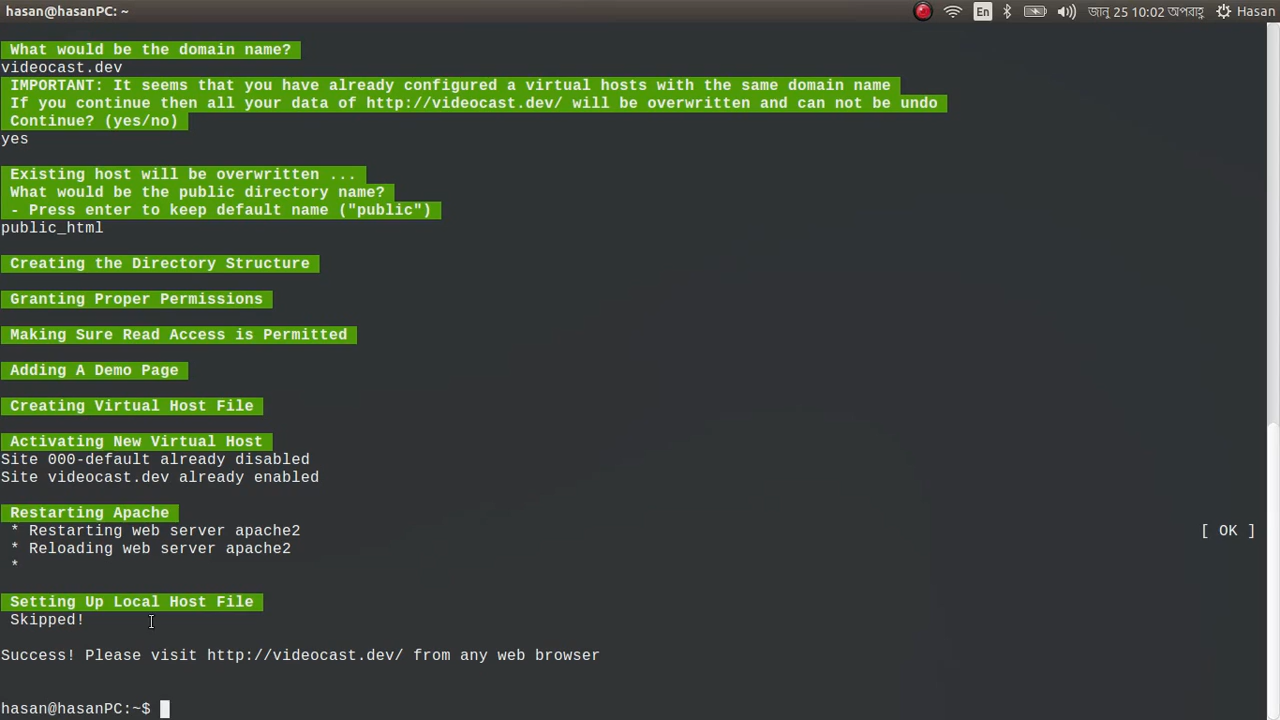 hasan@hasanPC: ~
En
জানু 25 10:02 অপরাহ্ণ
Hasan
What would be the domain name?
videocast.dev
IMPORTANT: It seems that you have already configured a virtual hosts with the same domain name
If you continue then all your data of http://videocast.dev/ will be overwritten and can not be undo
Continue? (yes/no)
yes
Existing host will be overwritten ...
What would be the public directory name?
- Press enter to keep default name ("public")
public_html
Creating the Directory Structure
Granting Proper Permissions
Making Sure Read Access is Permitted
Adding A Demo Page
Creating Virtual Host File
Activating New Virtual Host
Site 000-default already disabled
Site videocast.dev already enabled
Restarting Apache
* Restarting web server apache2 [ OK ]
* Reloading web server apache2
*
Setting Up Local Host File
Skipped!
Success! Please visit http://videocast.dev/ from any web browser
hasan@hasanPC:~$